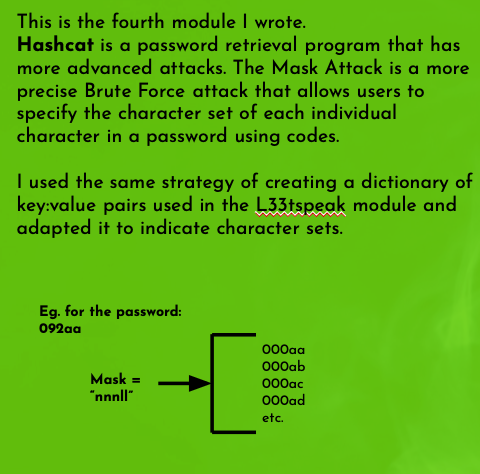 This is the fourth module I wrote.
Hashcat is a password retrieval program that has
more advanced attacks. The Mask Attack is a more
precise Brute Force attack that allows users to
specify the character set of each individual
character in a password using codes.
I used the same strategy of creating a dictionary of
key:value pairs used in the L33tspeak module and
adapted it to indicate character sets.
Eg. for the password:
092aa
Mask =
"nnnll"
000aa
000ab
000ac
000ad
etc.